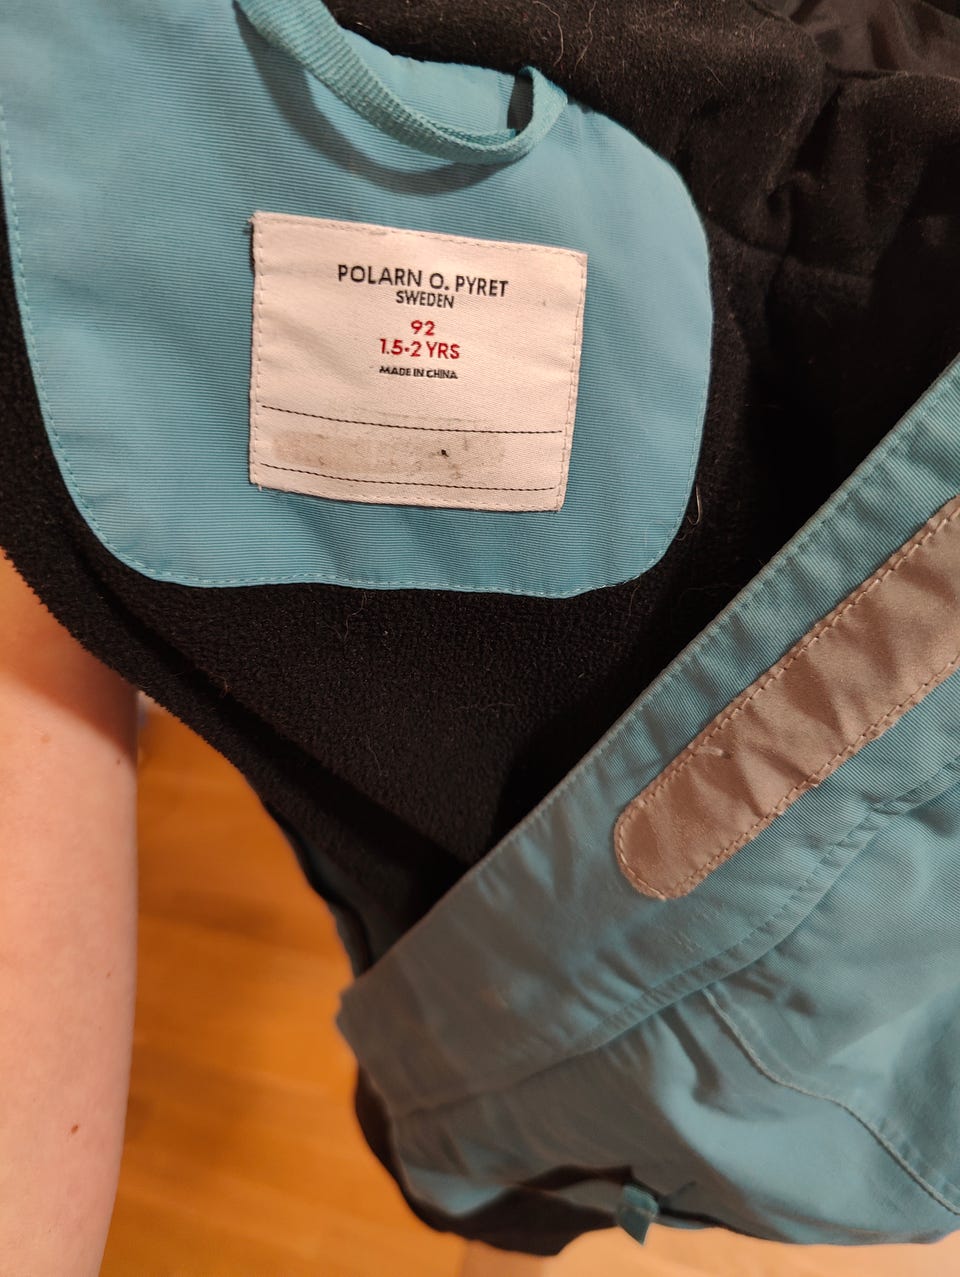 POLARN O. PYRET
SWEDEN
92
1.5-2 YRS
MADE IN CHINA